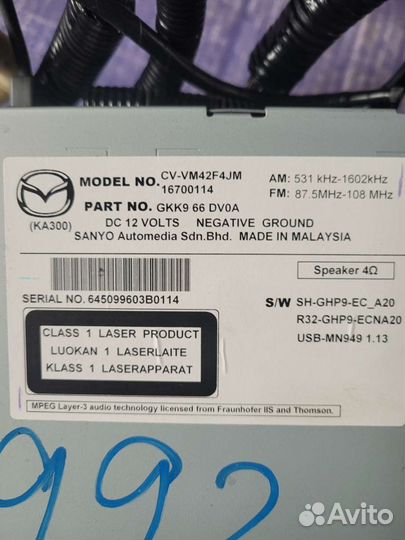 MODEL NO. CV-VM42F4JM
16700114
AM: 531 kHz-1602kHz
FM: 87.5MHz-108 MHz
PART NO. GKK9 66 DV0A
(KA300)
DC 12 VOLTS NEGATIVE GROUND
SANYO Automedia Sdn.Bhd. MADE IN MALAYSIA
Speaker 4Ω
SERIAL NO. 645099603B0114
S/W SH-GHP9-EC_A20
R32-GHP9-ECNA20
USB-MN949 1.13
CLASS 1 LASER PRODUCT
LUOKAN 1 LASERLAITE
KLASS 1 LASERAPPARAT
MPEG Layer-3 audio technology licensed from Fraunhofer IIS and Thomson.
992
Avito